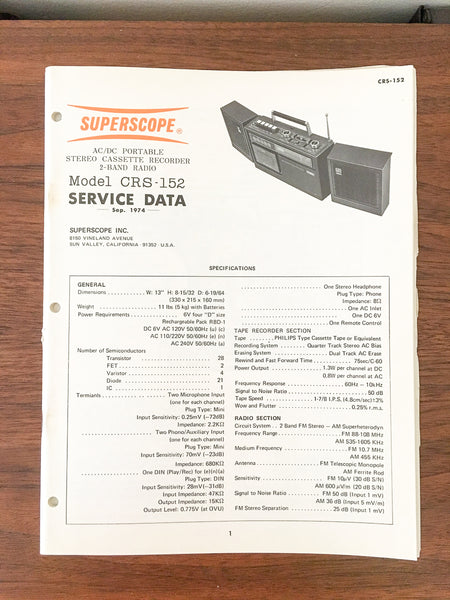 CRS-152
SUPERSCOPE®
AC/DC PORTABLE
STEREO CASSETTE RECORDER
2-BAND RADIO
Model CRS-152
SERVICE DATA
Sep. 1974
SUPERSCOPE INC.
8150 VINELAND AVENUE
SUN VALLEY, CALIFORNIA · 91352 · U.S.A.
SPECIFICATIONS
GENERAL
Dimensions . . . W: 13" H: 8-15/32 D: 6-19/64
(330 x 215 x 160 mm)
Weight . . . 11 lbs (5 kg) with Batteries
Power Requirements . . . 6V four "D" size
Rechargeable Pack RBD-1
DC 6V AC 120V 50/60Hz (u) (c)
AC 110/220V 50/60Hz (e) (n)
AC 240V 50/60Hz (a)
Number of Semiconductors
Transistor . . . 28
FET . . . 2
Varistor . . . 4
Diode . . . 21
IC . . . 1
Terminals . . . Two Microphone Input
(one for each channel)
Plug Type: Mini
Input Sensitivity: 0.25mV (-72dB)
Impedance: 2.2KΩ
. . . Two Phono/Auxiliary Input
(one for each channel)
Plug Type: Mini
Input Sensitivity: 70mV (-23dB)
Impedance: 680KΩ
. . . One DIN (Play/Rec) for (e)(n)(a)
Plug Type: DIN
Input Sensitivity: 28mV(-31dB)
Input Impedance: 47KΩ
Output Impedance: 15KΩ
Output Level: 0.775V (at OVU)
. . . One Stereo Headphone
Plug Type: Phone
Impedance: 8Ω
. . . One AC Inlet
. . . One DC 6V
. . . One Remote Control
TAPE RECORDER SECTION
Tape . . . PHILIPS Type Cassette Tape or Equivalent
Recording System . . . Quarter Track Stereo AC Bias
Erasing System . . . Dual Track AC Erase
Rewind and Fast Forward Time . . . 75sec/C-60
Power Output . . . 1.3W per channel at DC
0.8W per channel at AC
Frequency Response . . . 60Hz - 10kHz
Signal to Noise Ratio . . . 50 dB
Tape Speed . . . 1-7/8 I.P.S. (4.8cm/sec)±3%
Wow and Flutter . . . 0.25% r.m.s.
RADIO SECTION
Circuit System . . 2 Band FM Stereo - AM Superheterodyn
Frequency Range . . . FM 88-108 MHz
AM 535-1605 KHz
Medium Frequency . . . FM 10.7 MHz
AM 455 KHz
Antenna . . . FM Telescopic Monopole
AM Ferrite Rod
Sensitivity . . . FM 10μV (30 dB S/N)
AM 600 μV/m (20 dB S/N)
Signal to Noise Ratio . . . FM 50 dB (Input 1 mV)
AM 36 dB (Input 5 mV/m)
FM Stereo Separation . . . 25 dB (Input 1 mV)
1